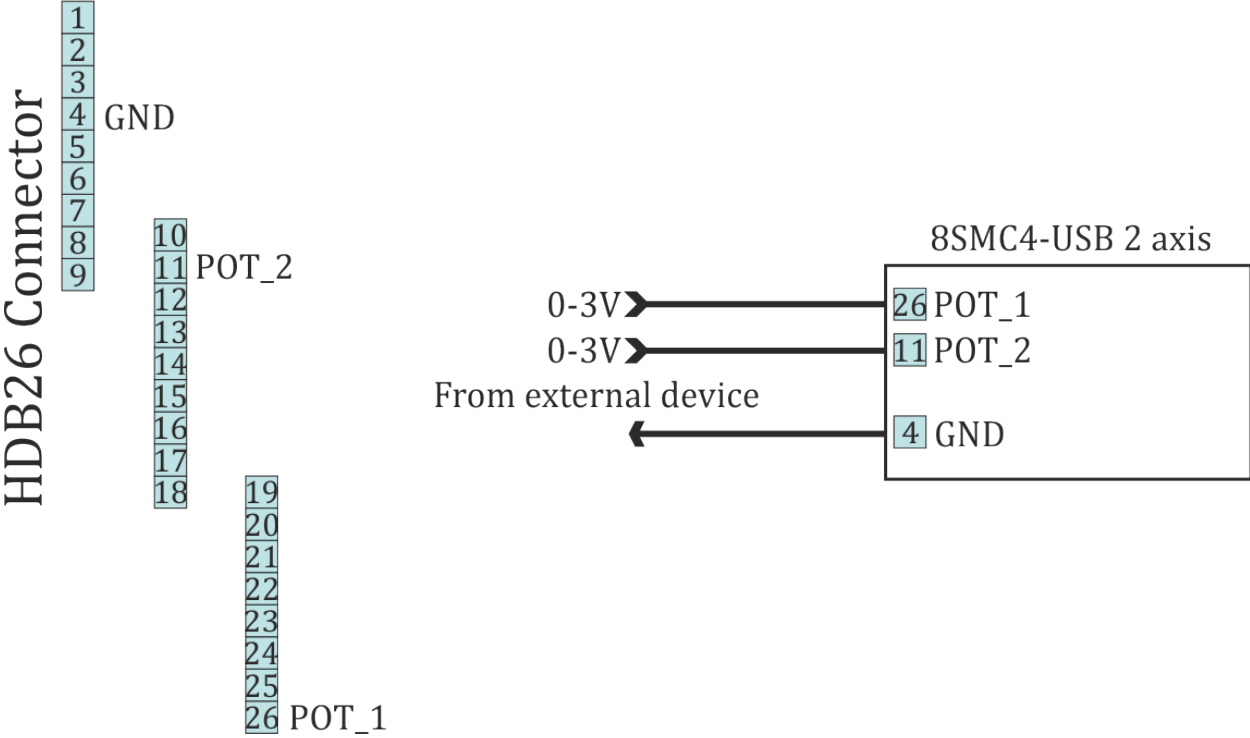 HDB26 Connector
1
2
3
4 GND
5
6
7
8
9
10
11 POT_2
12
13
14
15
16
17
18
19
20
21
22
23
24
25
26 POT_1
8SMC4-USB 2 axis
0-3V 26 POT_1
0-3V 11 POT_2
From external device
4 GND